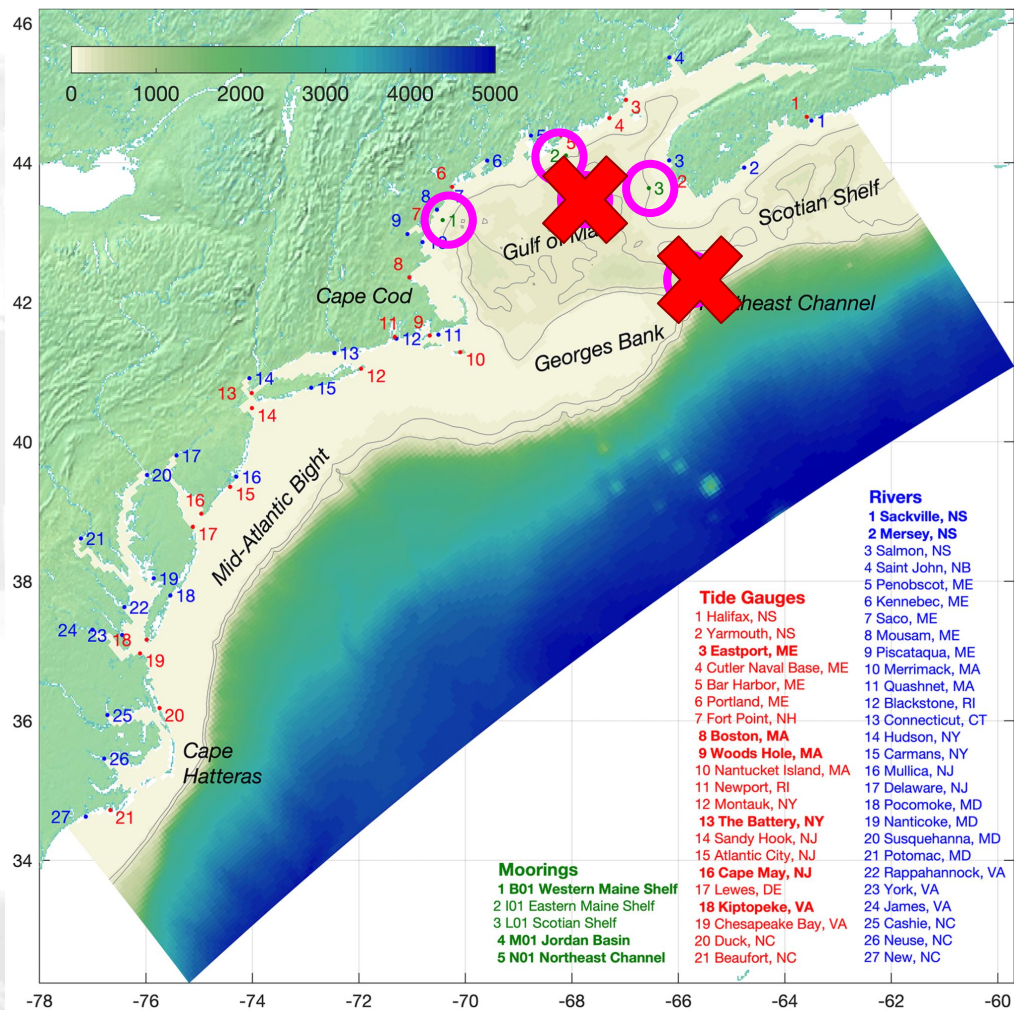 46
44
42
40
38
36
34
-78
-76
-74
-72
-70
-68
-66
-64
-62
-60
0
1000
2000
3000
4000
5000
4
3
4
1
1
5
5
2
6
3
2
2
3
6
7
8
7
9
1
10
8
Gulf of Ma
Scotian Shelf
Cape Cod
heast Channel
Georges Bank
11
9
12
11
10
13
12
14
15
13
14
17
20
16
15
16
17
Mid-Atlantic Bight
21
19
18
22
24
23
18
19
25
20
26
Cape
Hatteras
27
21
Moorings
1 B01 Western Maine Shelf
2 I01 Eastern Maine Shelf
3 L01 Scotian Shelf
4 M01 Jordan Basin
5 N01 Northeast Channel
Tide Gauges
1 Halifax, NS
2 Yarmouth, NS
3 Eastport, ME
4 Cutler Naval Base, ME
5 Bar Harbor, ME
6 Portland, ME
7 Fort Point, NH
8 Boston, MA
9 Woods Hole, MA
10 Nantucket Island, MA
11 Newport, RI
12 Montauk, NY
13 The Battery, NY
14 Sandy Hook, NJ
15 Atlantic City, NJ
16 Cape May, NJ
17 Lewes, DE
18 Kiptopeke, VA
19 Chesapeake Bay, VA
20 Duck, NC
21 Beaufort, NC
Rivers
1 Sackville, NS
2 Mersey, NS
3 Salmon, NS
4 Saint John, NB
5 Penobscot, ME
6 Kennebec, ME
7 Saco, ME
8 Mousam, ME
9 Piscataqua, ME
10 Merrimack, MA
11 Quashnet, MA
12 Blackstone, RI
13 Connecticut, CT
14 Hudson, NY
15 Carmans, NY
16 Mullica, NJ
17 Delaware, NJ
18 Pocomoke, MD
19 Nanticoke, MD
20 Susquehanna, MD
21 Potomac, MD
22 Rappahannock, VA
23 York, VA
24 James, VA
25 Cashie, NC
26 Neuse, NC
27 New, NC